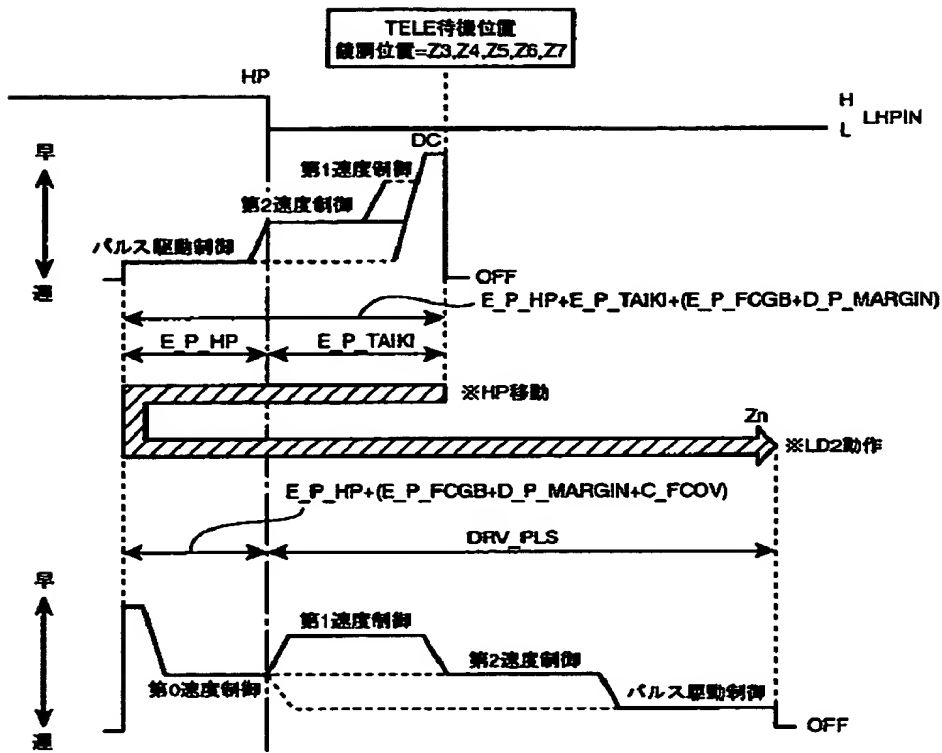 TELE待機位置
鏡胴位置=Z3,Z4,Z5,Z6,Z7
HP
H
L
LHPIN
DC
早
第1速度制御
第2速度制御
パルス駆動制御
遅
OFF
E_P_HP+E_P_TAIKI+(E_P_FCGB+D_P_MARGIN)
E_P_HP
E_P_TAIKI
※HP移動
Zn
※LD2動作
E_P_HP+(E_P_FCGB+D_P_MARGIN+C_FCOV)
DRV_PLS
早
第1速度制御
第2速度制御
第0速度制御
パルス駆動制御
遅
OFF